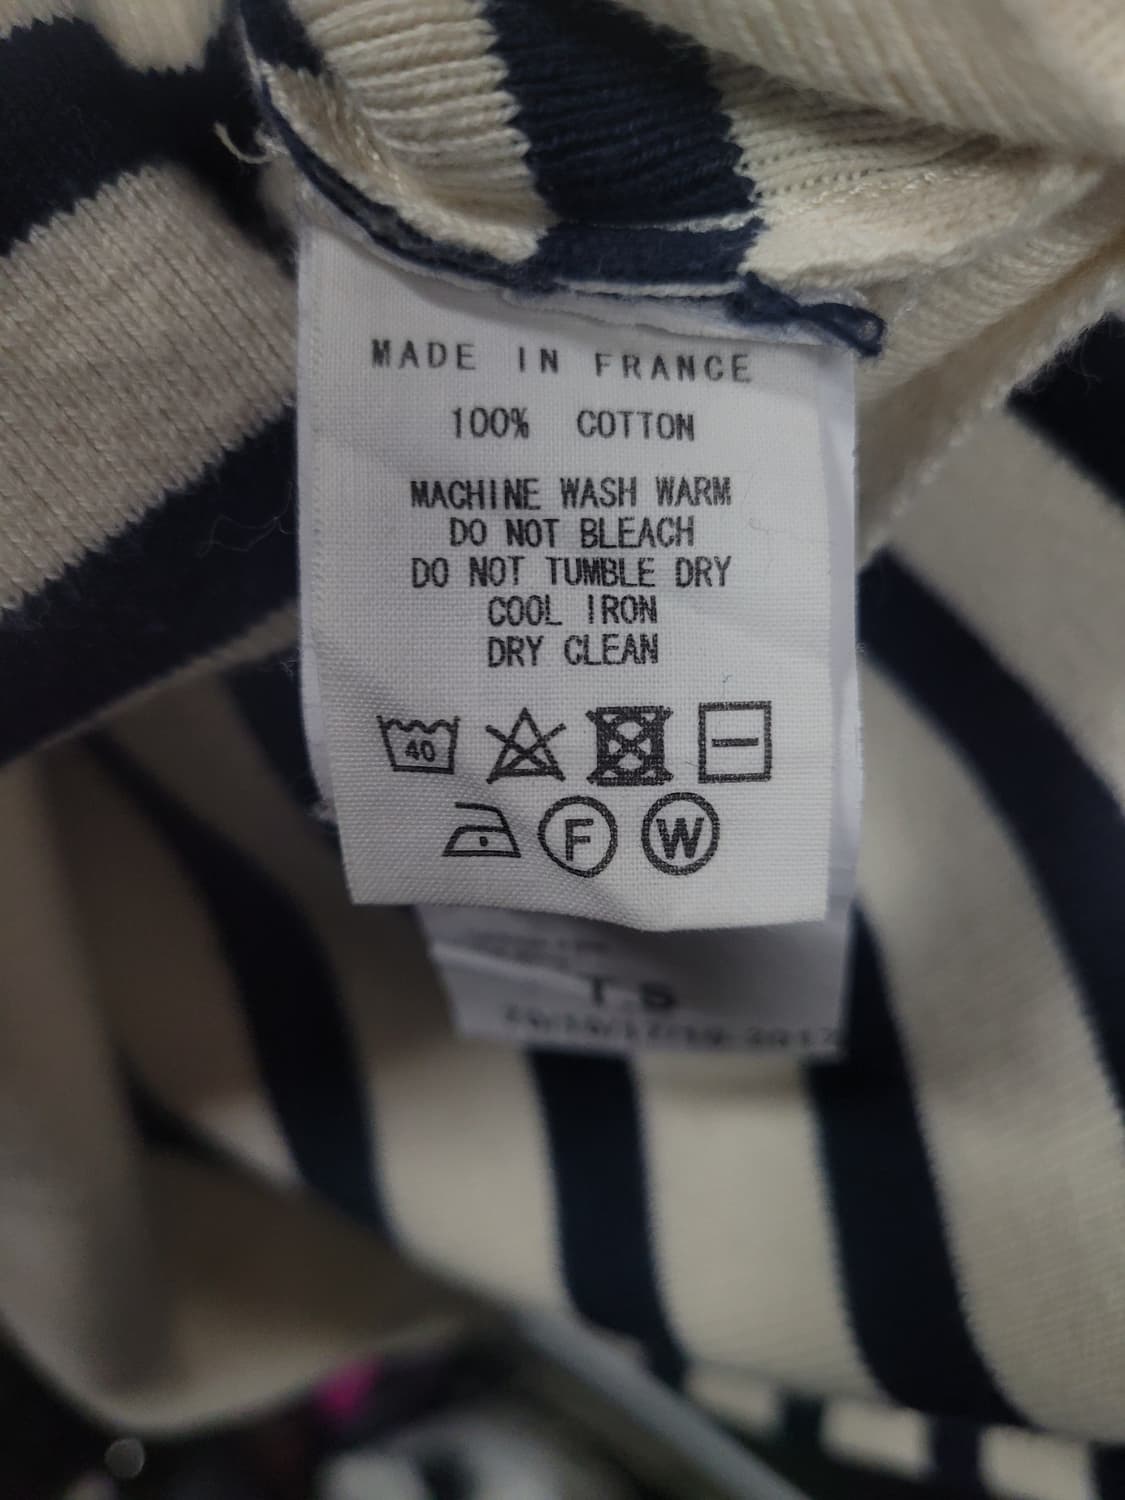 MADE IN FRANCE
100% COTTON
MACHINE WASH WARM
DO NOT BLEACH
DO NOT TUMBLE DRY
COOL IRON
DRY CLEAN
40
F W
T.S